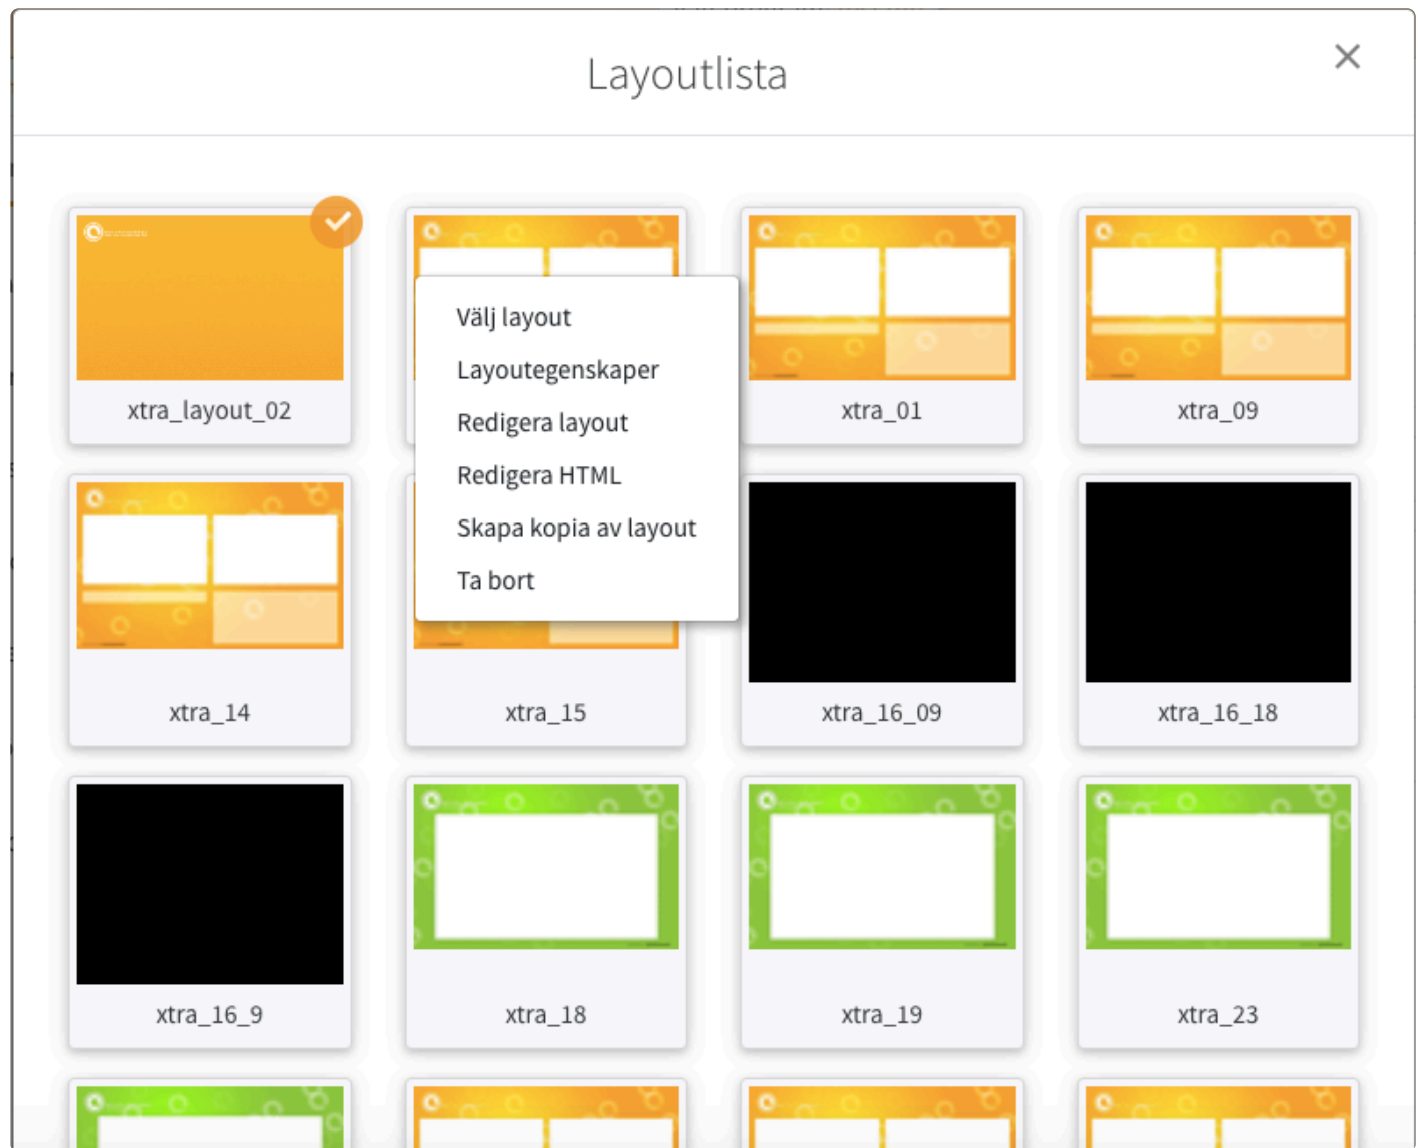 Layoutlista
xtra_layout_02
xtra_01
xtra_09
Välj layout
Layoutegenskaper
Redigera layout
Redigera HTML
Skapa kopia av layout
Ta bort
xtra_14
xtra_15
xtra_16_09
xtra_16_18
xtra_16_9
xtra_18
xtra_19
xtra_23